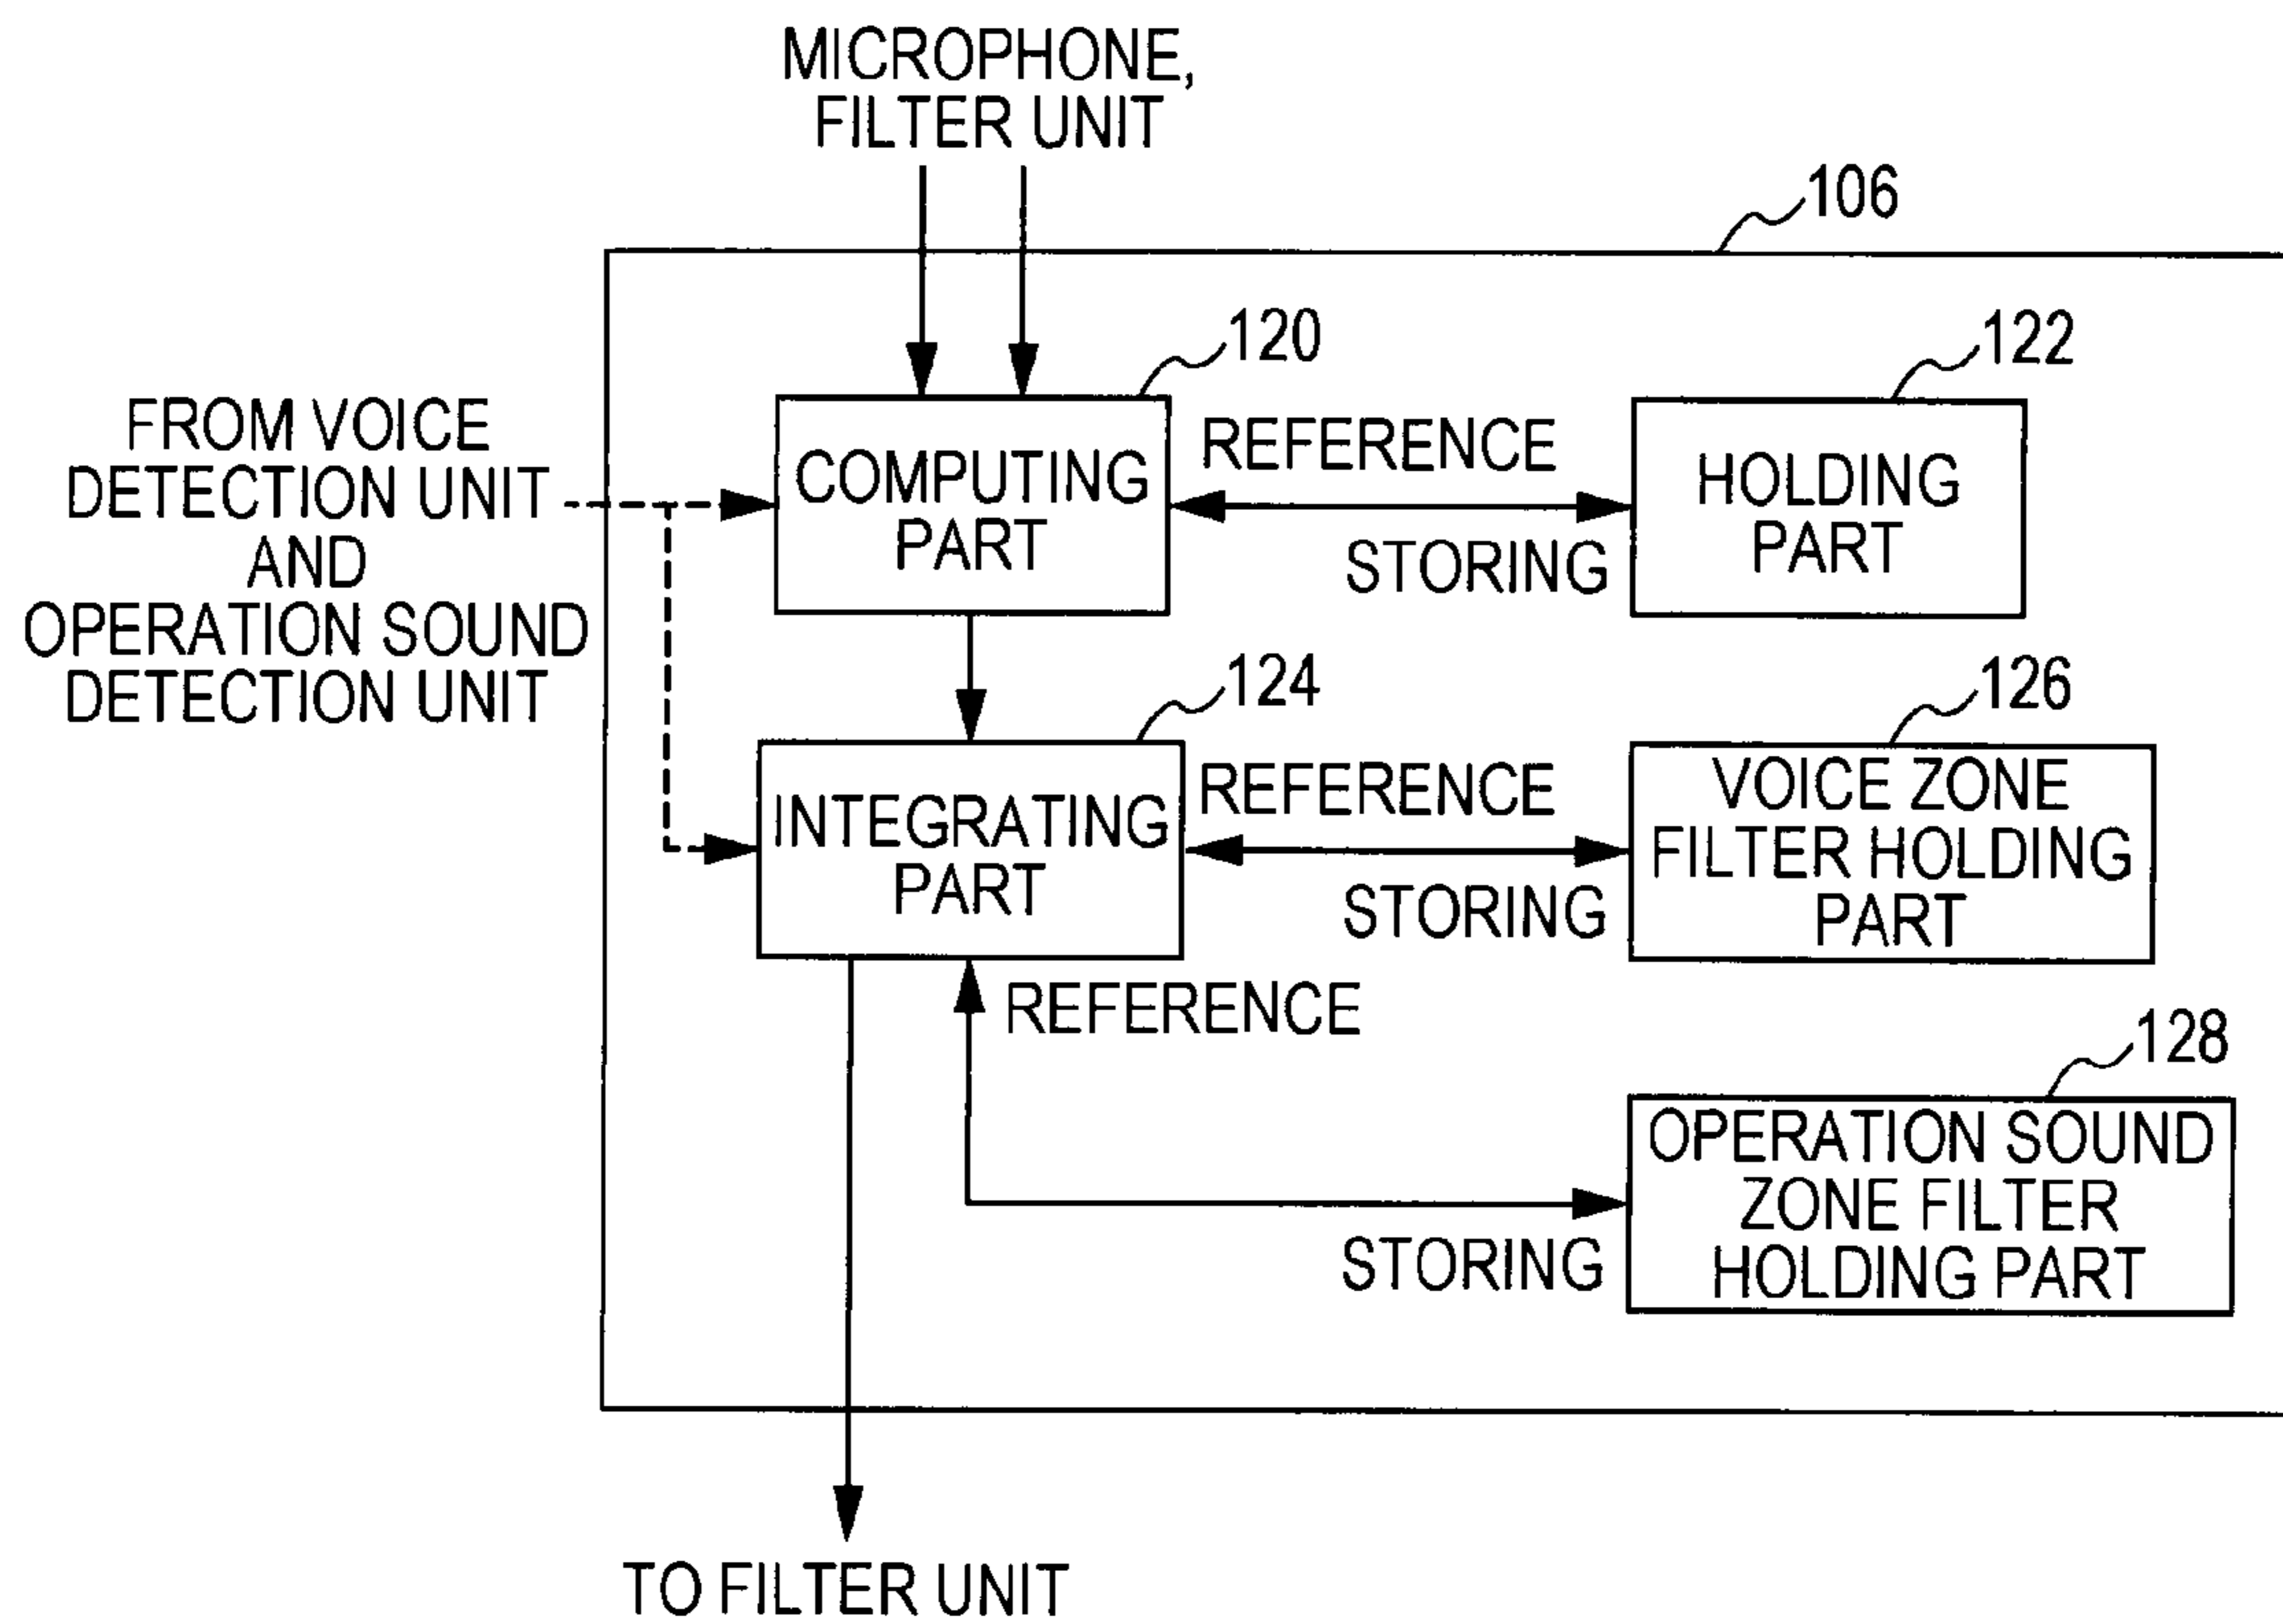 MICROPHONE,
FILTER UNIT
106
120
122
FROM VOICE
DETECTION UNIT
AND
OPERATION SOUND
DETECTION UNIT
COMPUTING
PART
REFERENCE
STORING
HOLDING
PART
124
126
INTEGRATING
PART
REFERENCE
STORING
VOICE ZONE
FILTER HOLDING
PART
REFERENCE
128
STORING
OPERATION SOUND
ZONE FILTER
HOLDING PART
TO FILTER UNIT